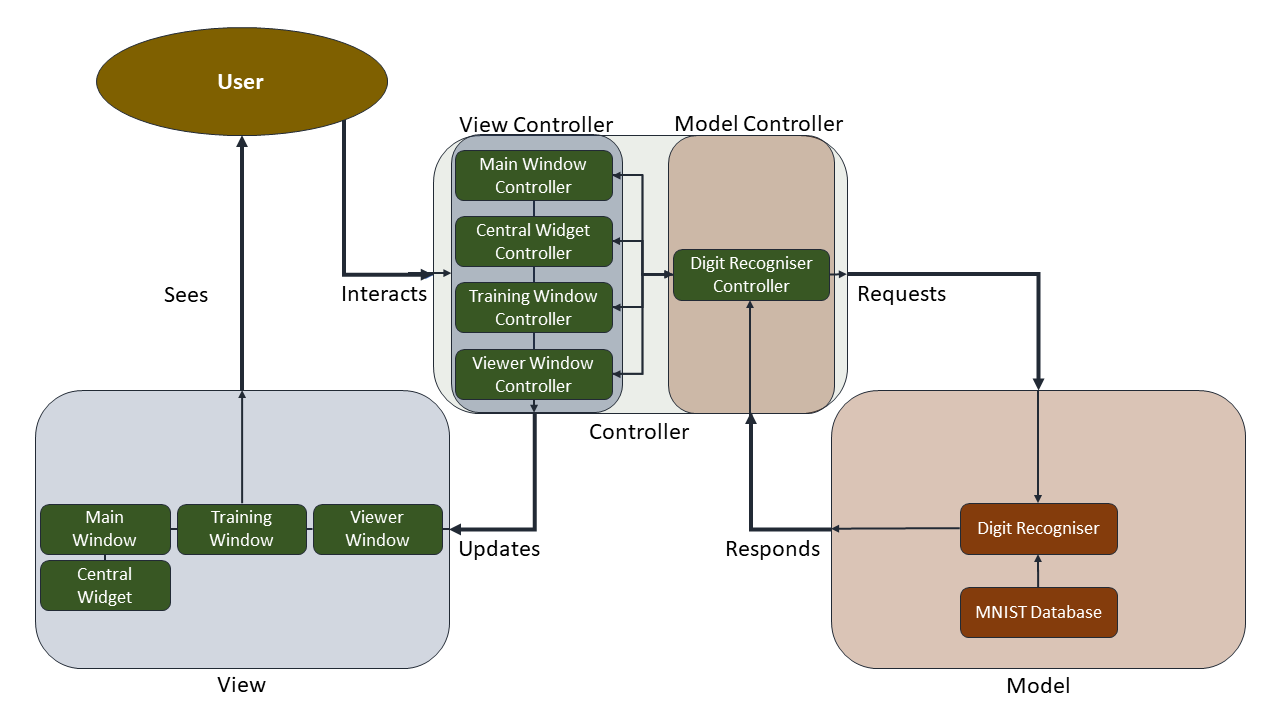 User
View Controller
Model Controller
Main Window
Controller
Central Widget
Controller
Training Window
Controller
Viewer Window
Controller
Digit Recogniser
Controller
Sees
Interacts
Requests
Controller
Main
Window
Training
Window
Viewer
Window
Central
Widget
Updates
Responds
Digit Recogniser
MNIST Database
View
Model